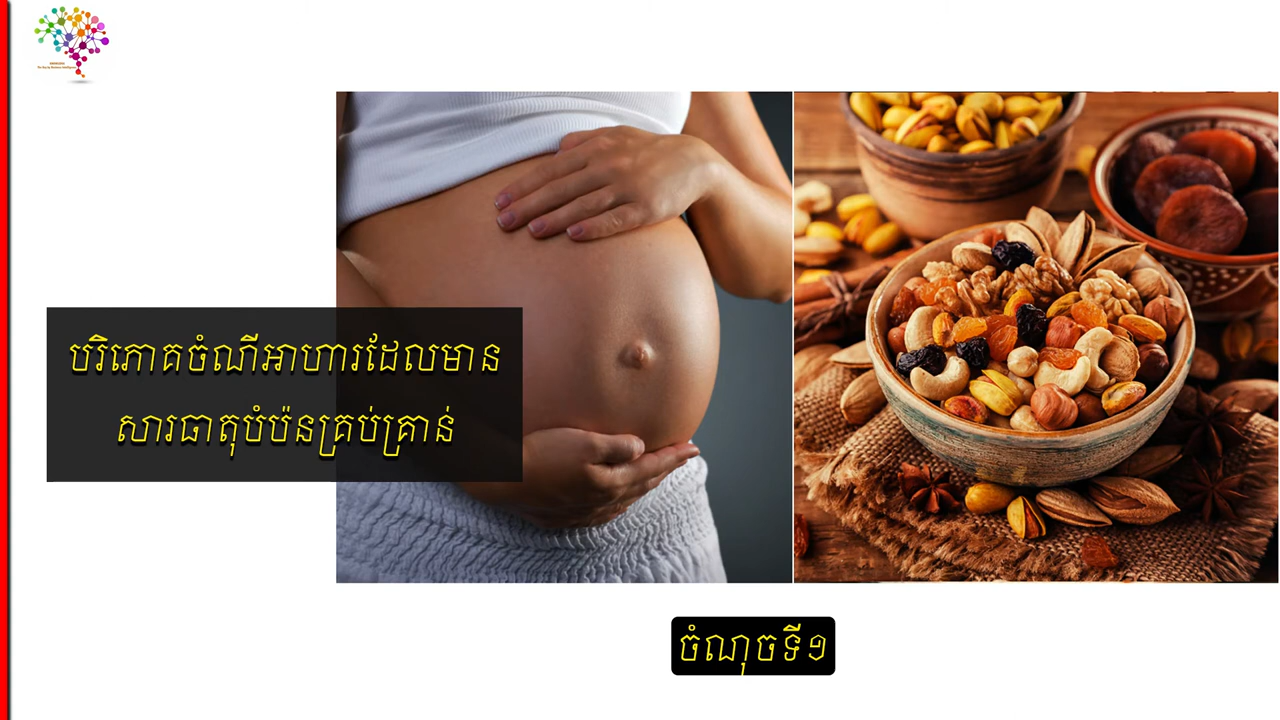 បរិភោគចំណីអាហារដែលមាន
សារធាតុបំប៉នគ្រប់គ្រាន់
ចំណុចទី១